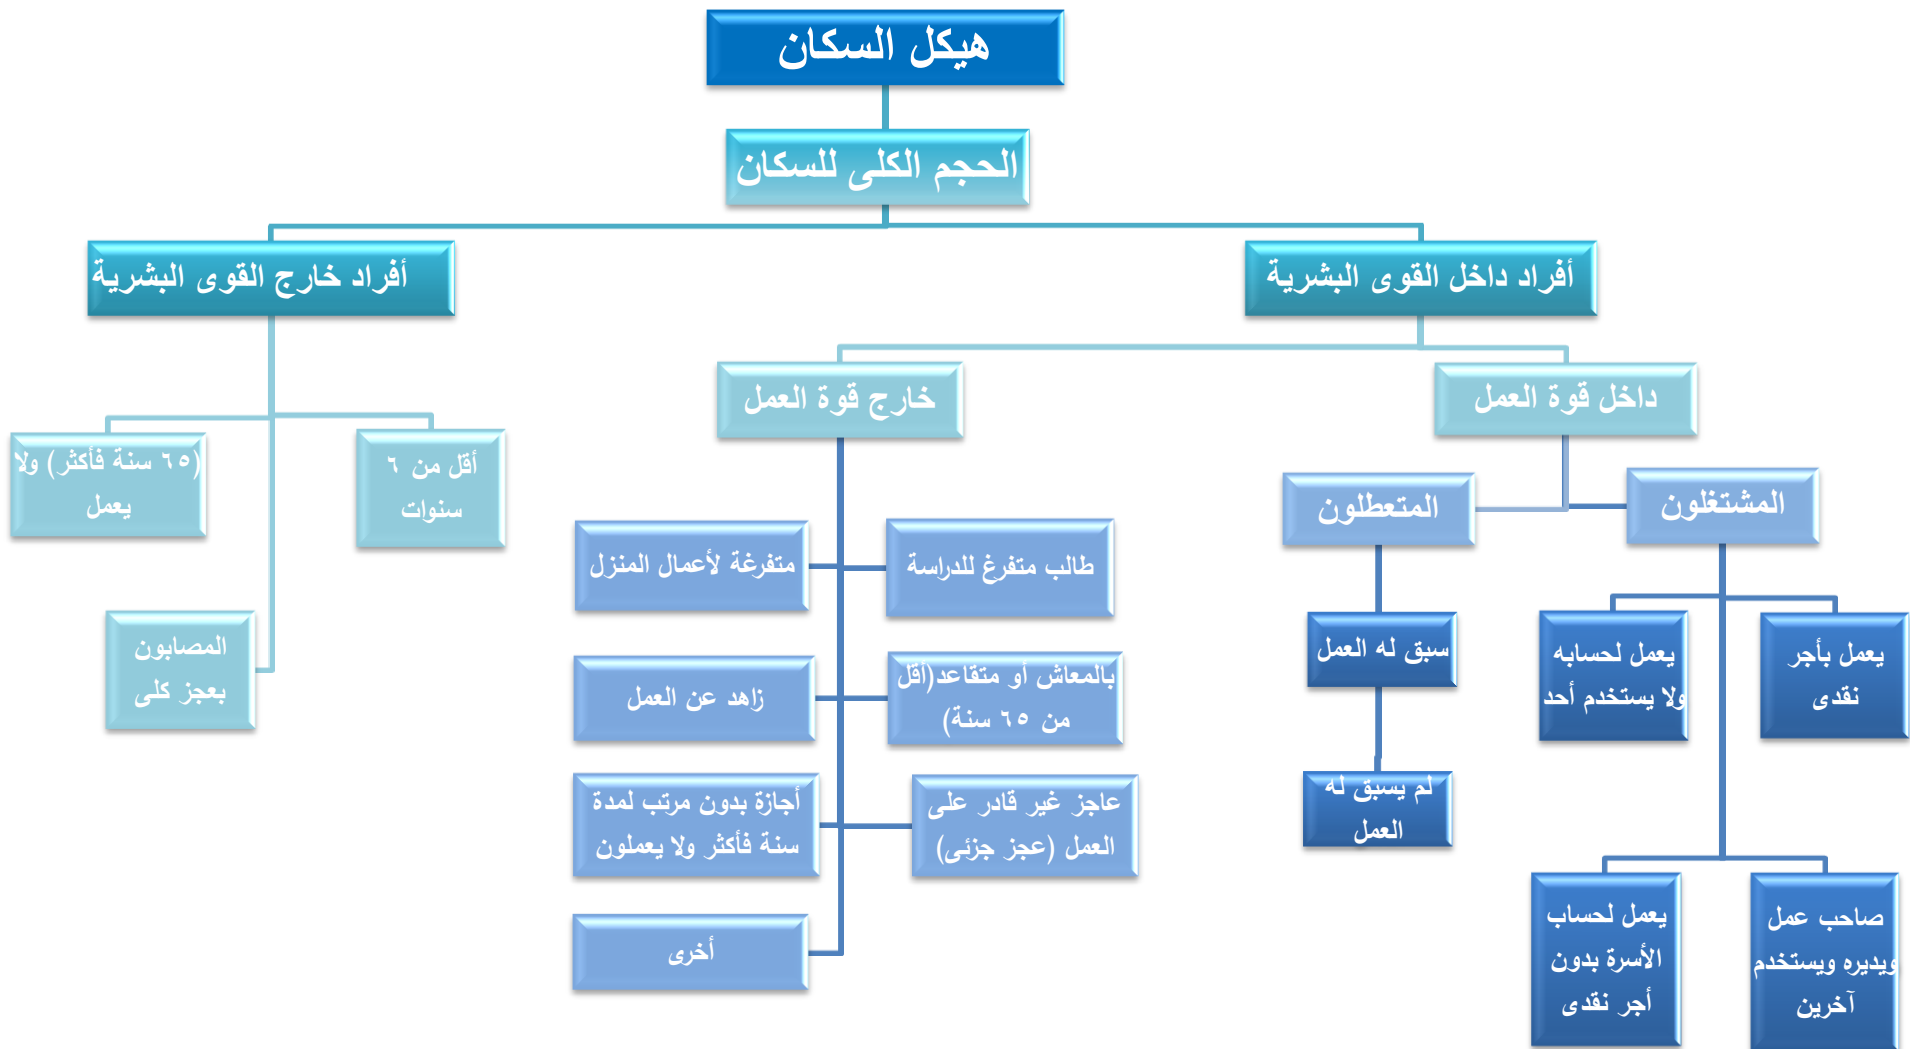 هيكل السكان
الحجم الكلى للسكان
أفراد داخل القوى البشرية
أفراد خارج القوى البشرية
داخل قوة العمل
خارج قوة العمل
أقل من ٦
سنوات
(٦٥ سنة فأكثر) ولا
يعمل
المصابون
بعجز كلى
المشتغلون
المتعطلون
يعمل بأجر
نقدى
يعمل لحسابه
ولا يستخدم أحد
صاحب عمل
ويديره ويستخدم
آخرين
يعمل لحساب
الأسرة بدون
أجر نقدى
سبق له العمل
لم يسبق له
العمل
طالب متفرغ للدراسة
متفرغة لأعمال المنزل
بالمعاش أو متقاعد(أقل
من ٦٥ سنة)
زاهد عن العمل
عاجز غير قادر على
العمل (عجز جزئى)
أجازة بدون مرتب لمدة
سنة فأكثر ولا يعملون
أخرى